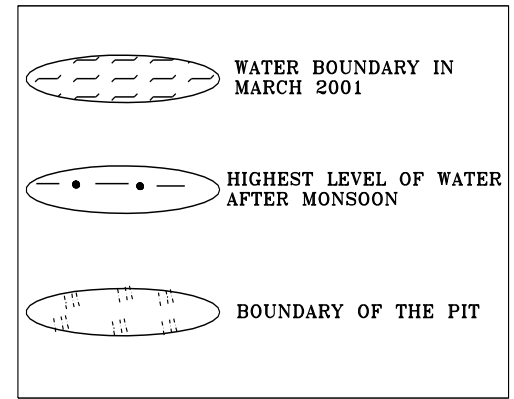 WATER BOUNDARY IN
MARCH 2001
HIGHEST LEVEL OF WATER
AFTER MONSOON
BOUNDARY OF THE PIT